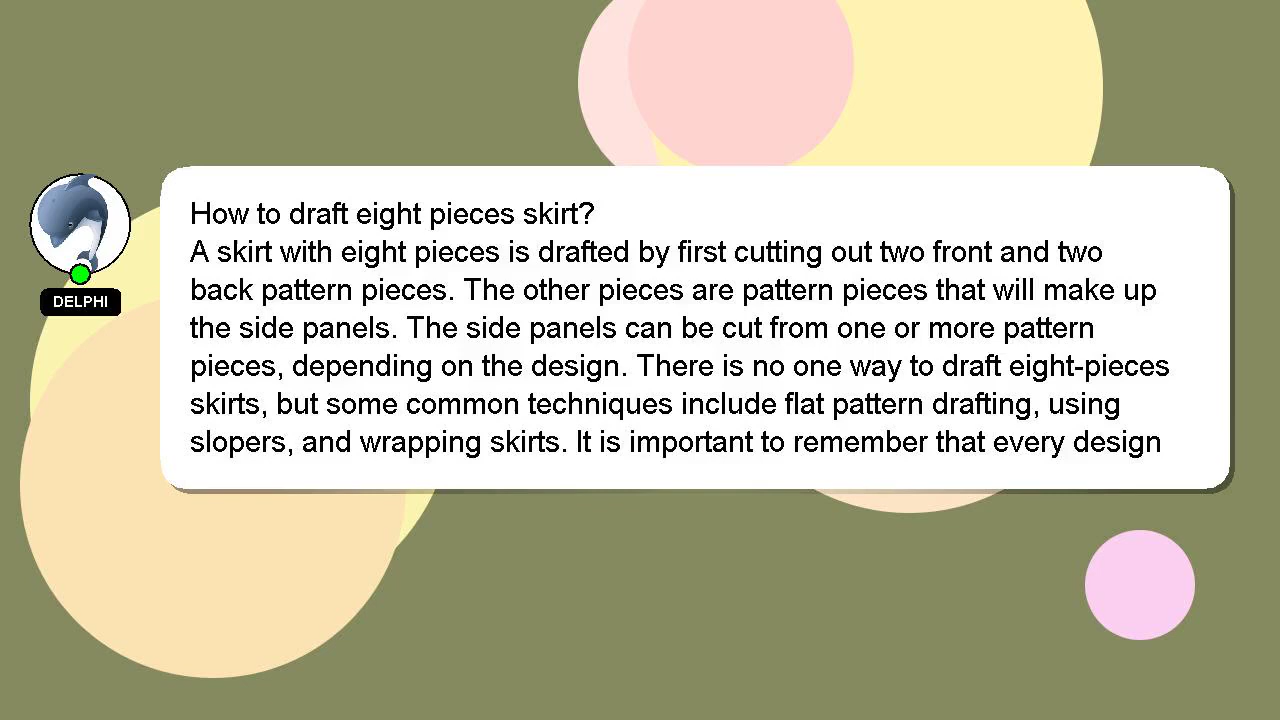 How to draft eight pieces skirt?
A skirt with eight pieces is drafted by first cutting out two front and two
back pattern pieces. The other pieces are pattern pieces that will make up
the side panels. The side panels can be cut from one or more pattern
pieces, depending on the design. There is no one way to draft eight-pieces
skirts, but some common techniques include flat pattern drafting, using
slopers, and wrapping skirts. It is important to remember that every design
DELPHI